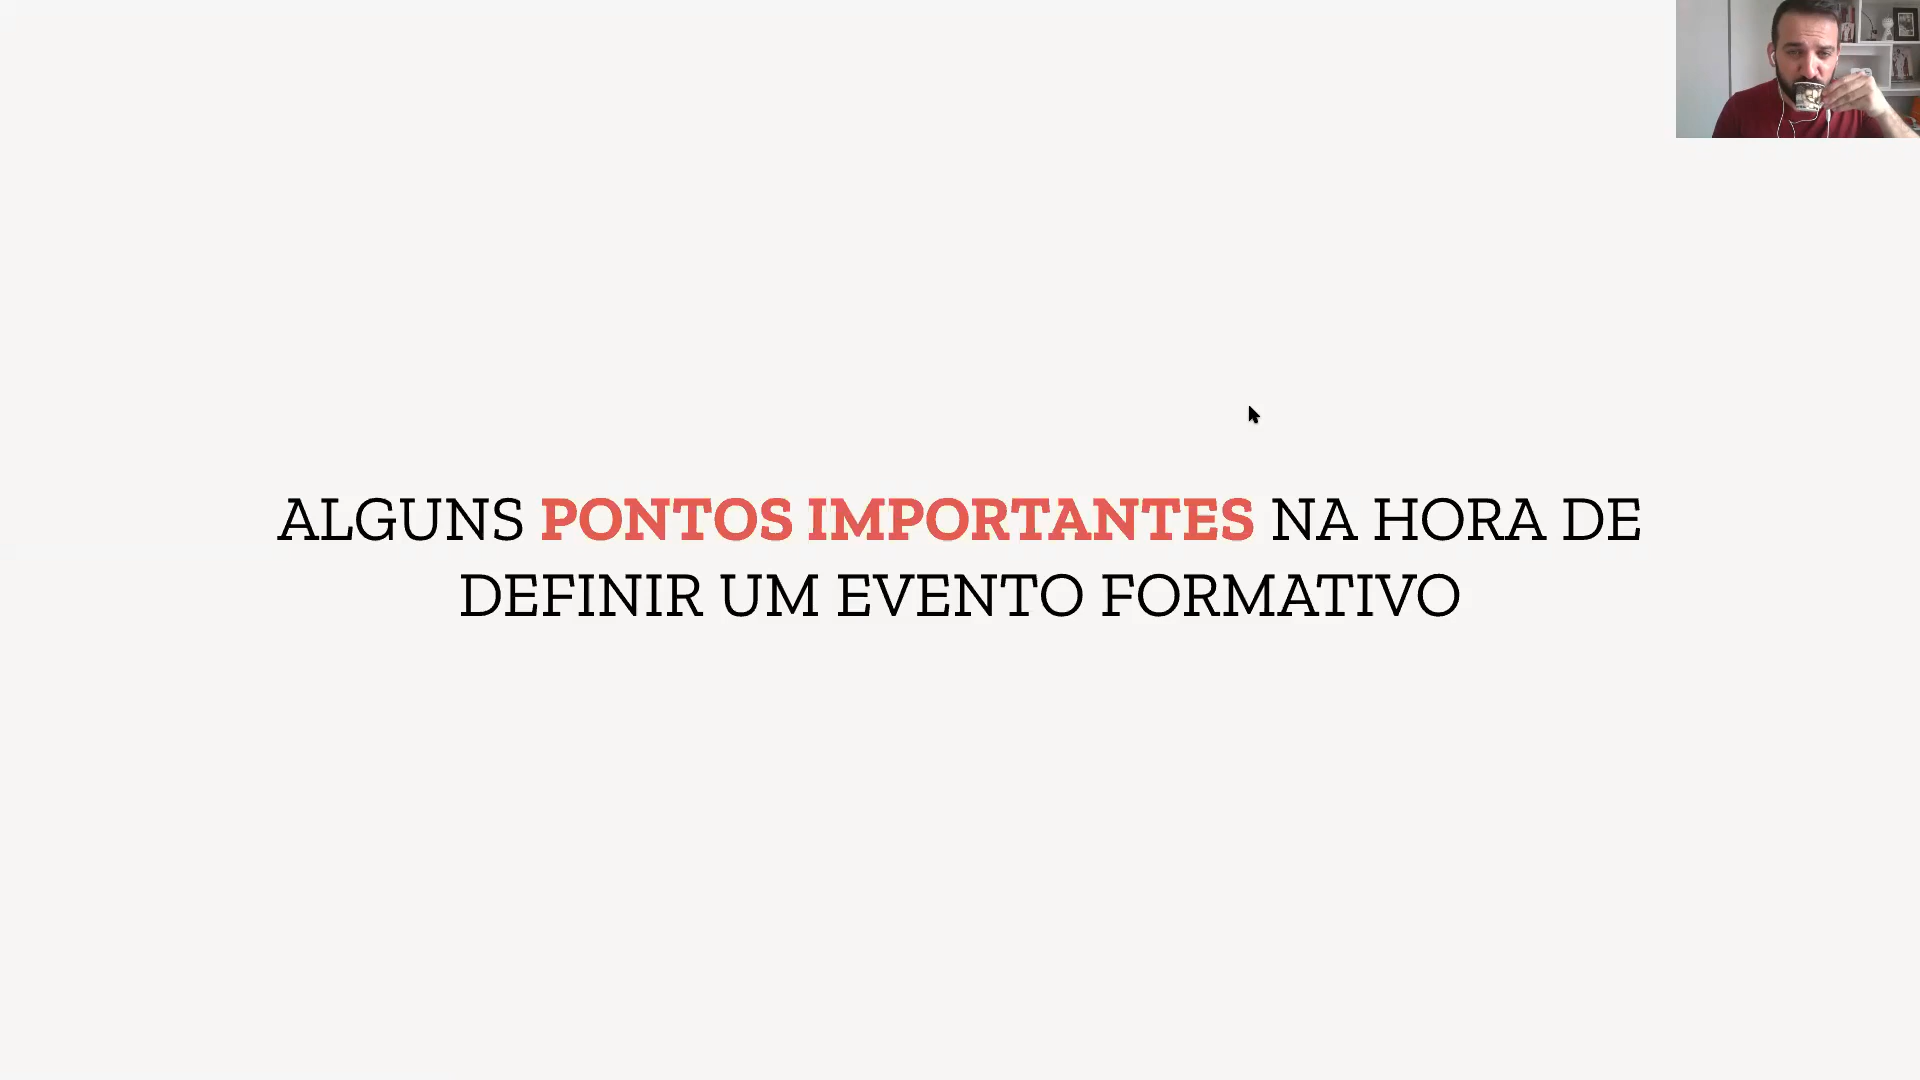 ALGUNS PONTOS IMPORTANTES NA HORA DE
DEFINIR UM EVENTO FORMATIVO